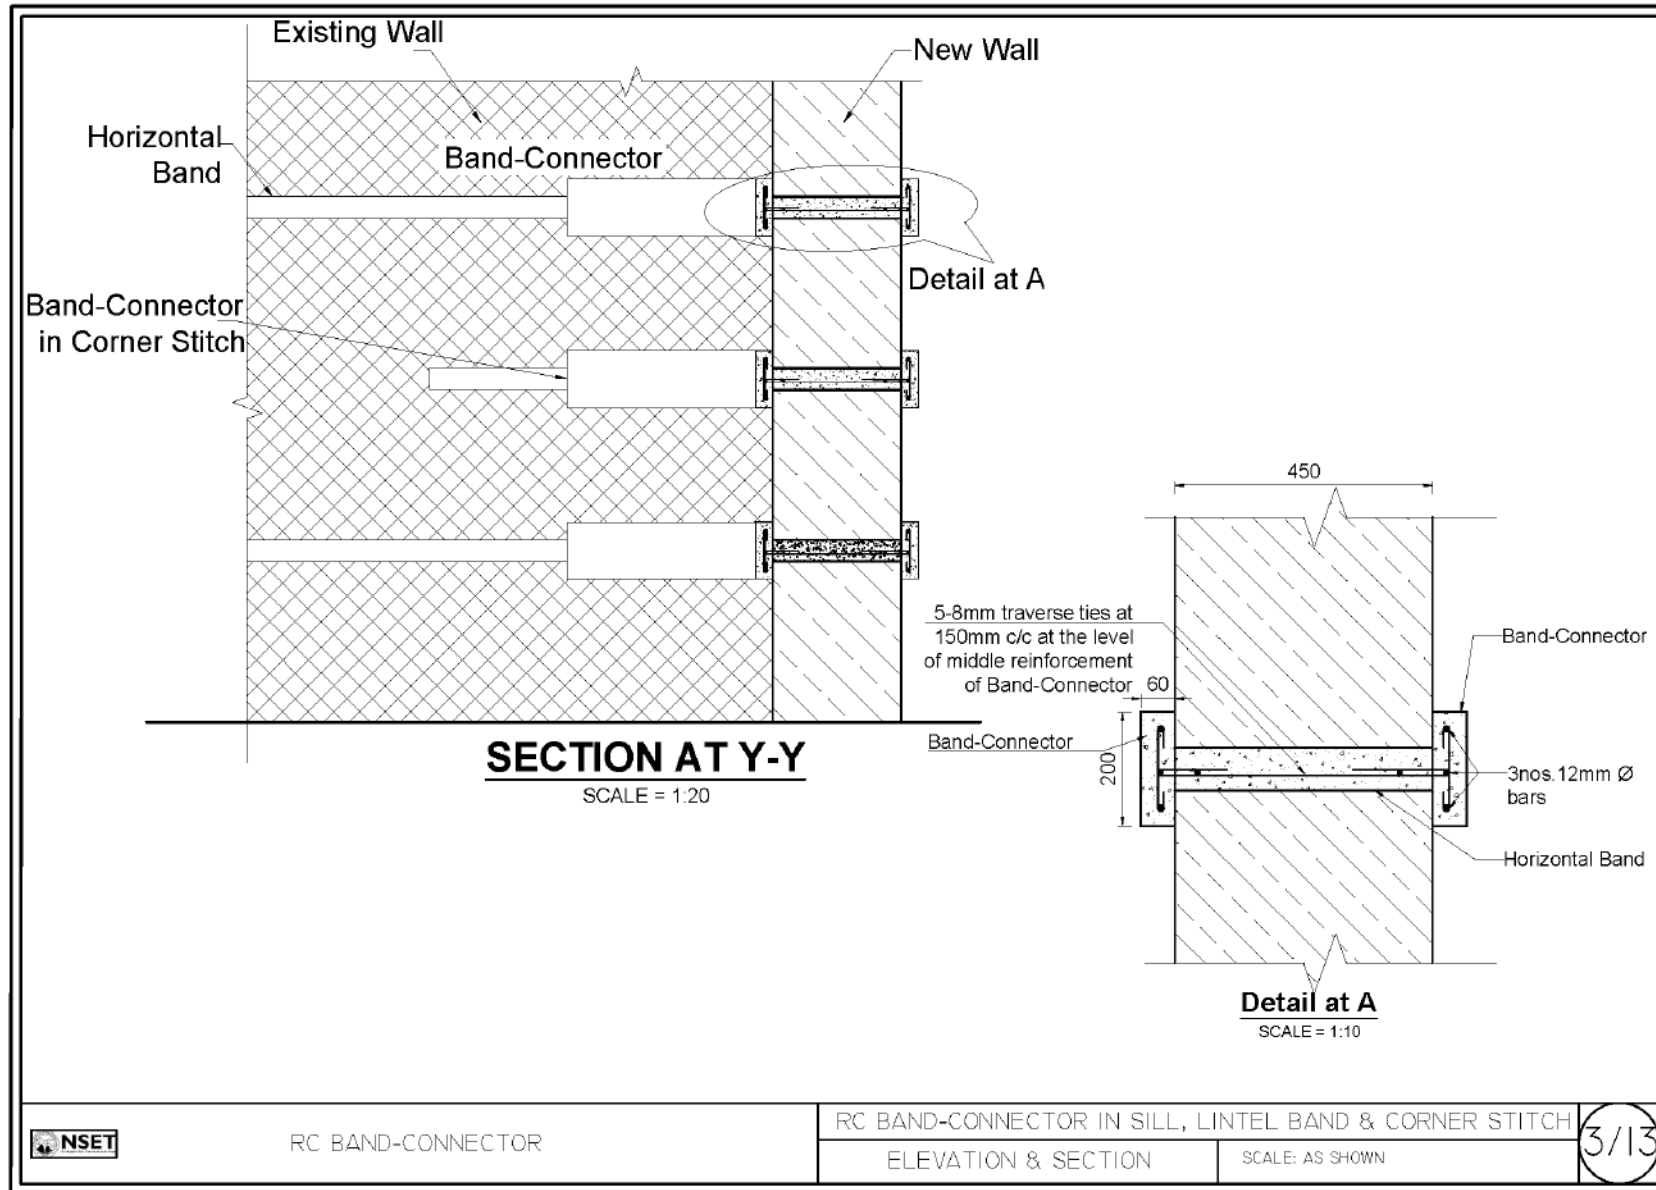 Existing Wall
New Wall
Horizontal
Band
Band-Connector
Detail at A
Band-Connector
in Corner Stitch
SECTION AT Y-Y
SCALE = 1:20
450
5-8mm traverse ties at
150mm c/c at the level
of middle reinforcement
of Band-Connector
60
Band-Connector
Band-Connector
200
3nos.12mm Ø
bars
Horizontal Band
Detail at A
SCALE = 1:10
NSET
RC BAND-CONNECTOR
RC BAND-CONNECTOR IN SILL, LINTEL BAND & CORNER STITCH
ELEVATION & SECTION
SCALE: AS SHOWN
3/13